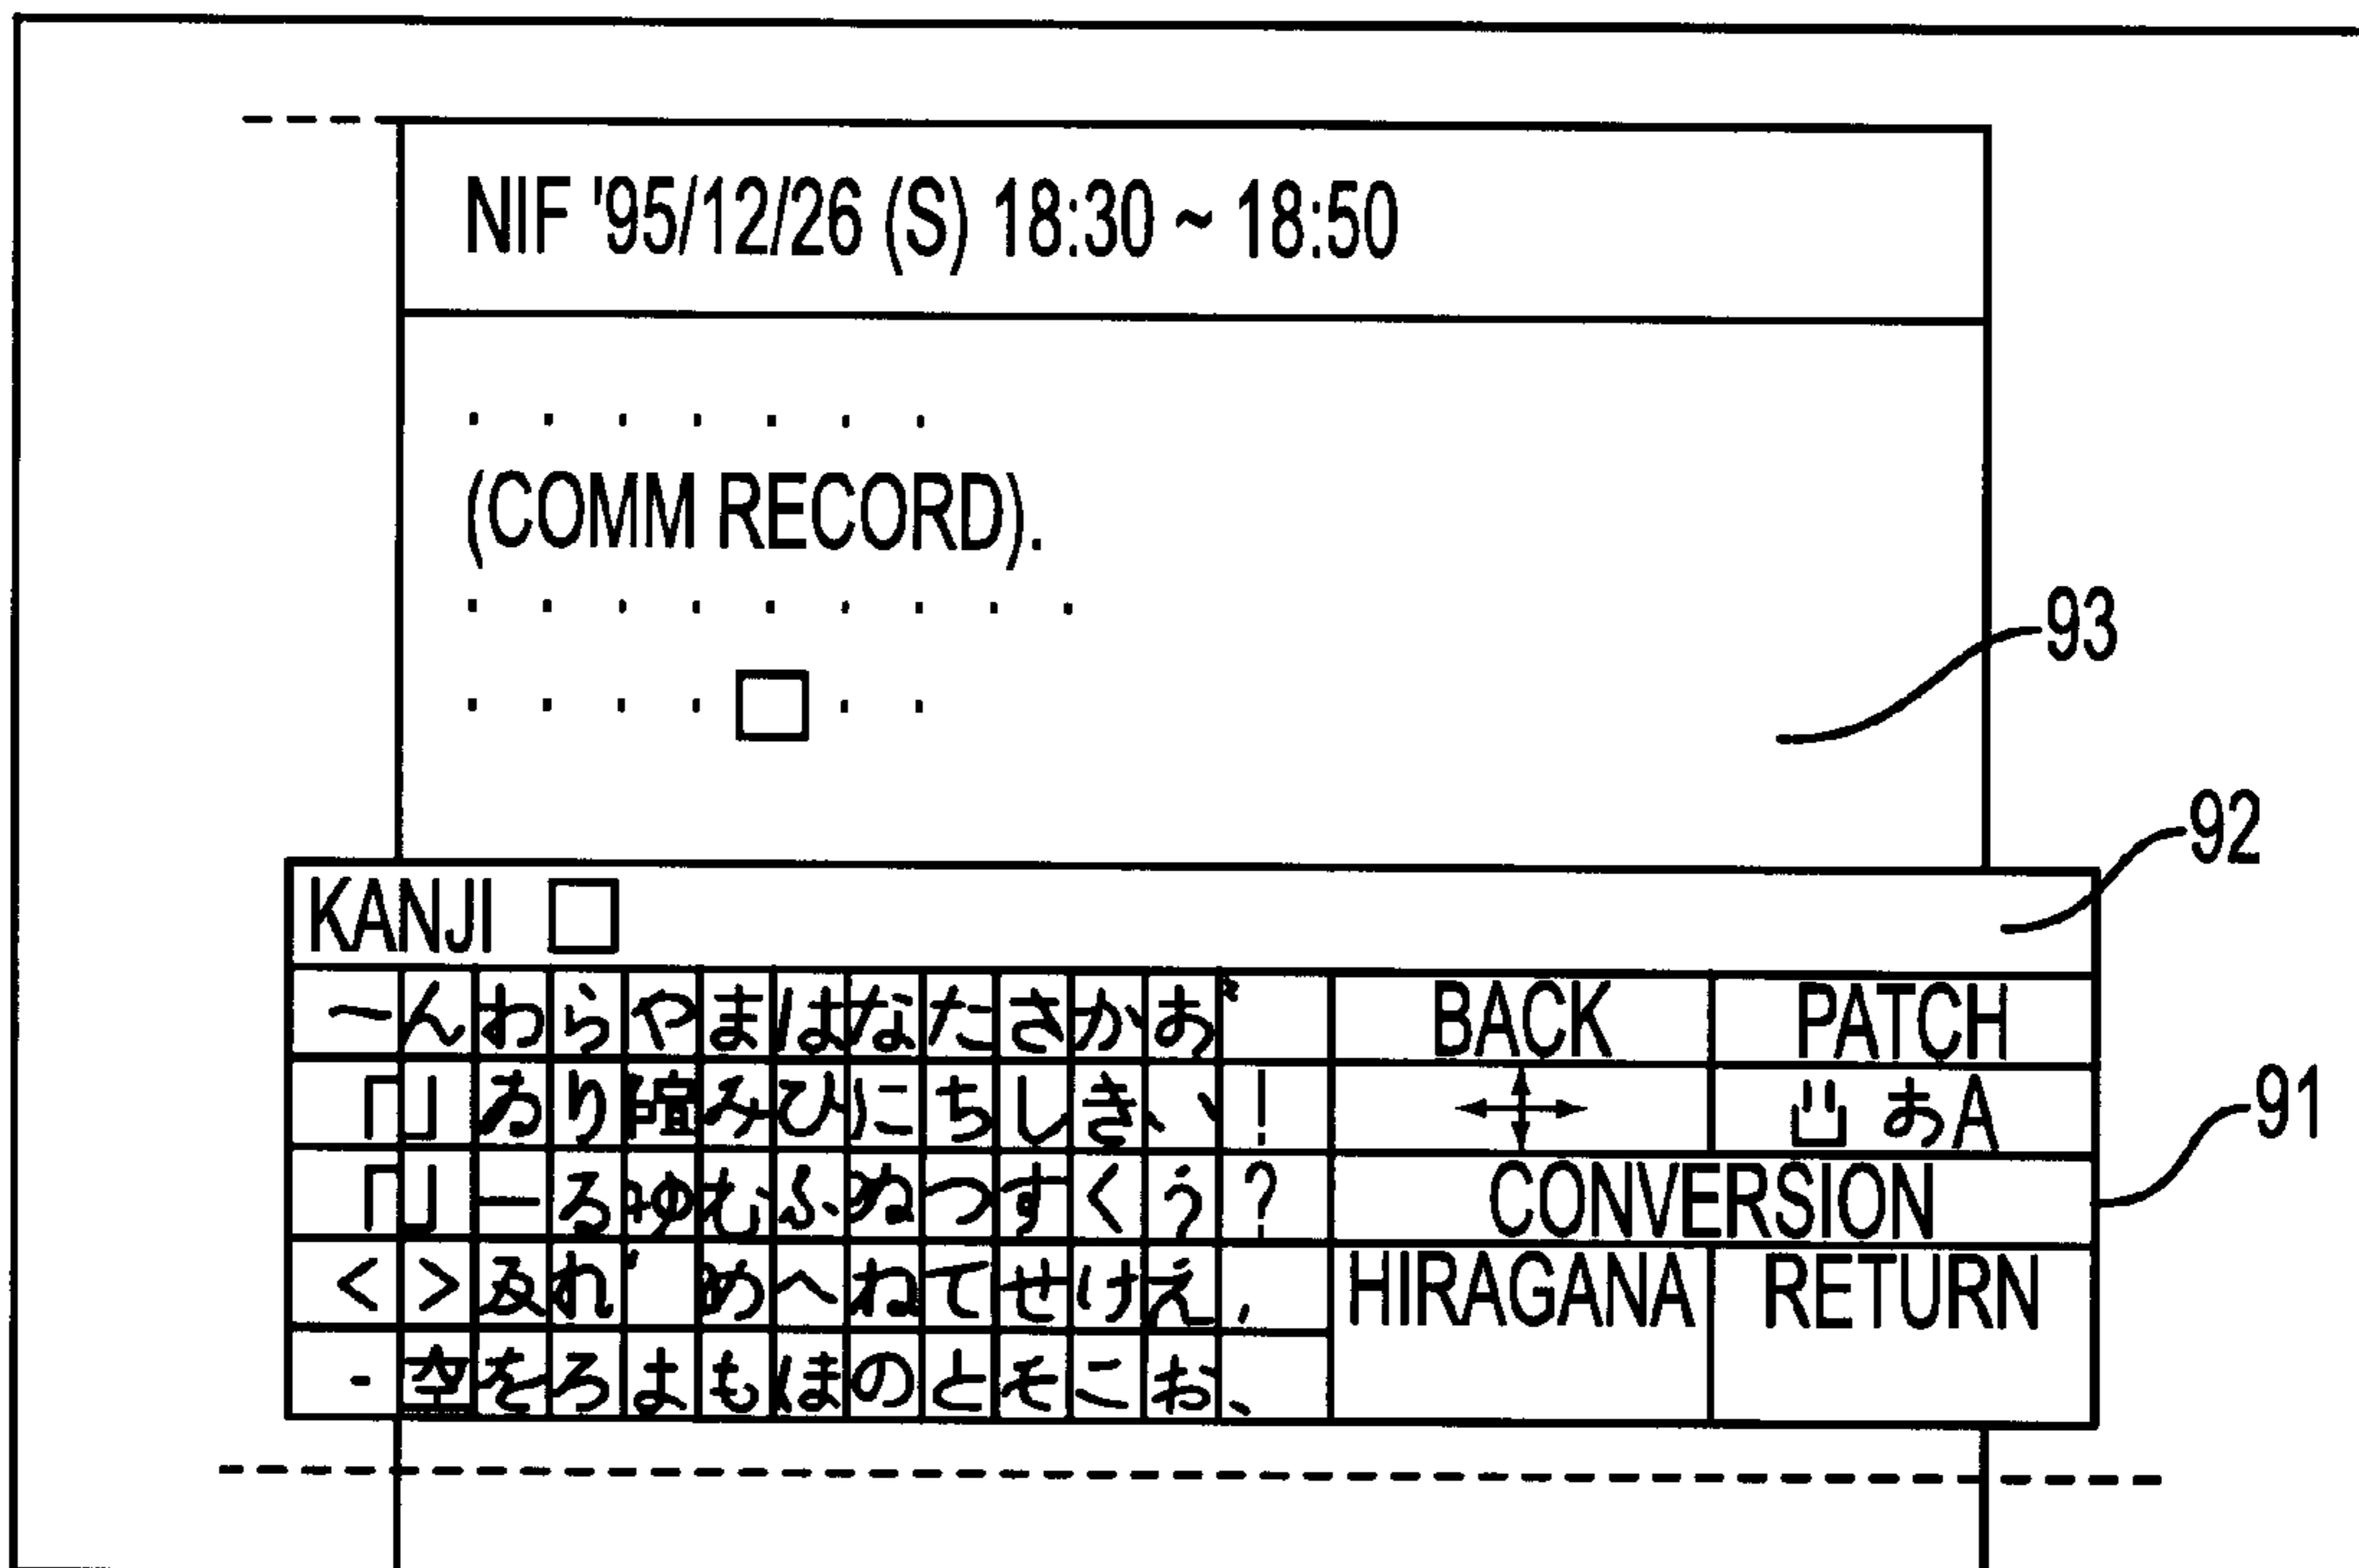 NIF '95/12/26 (S) 18:30 ~ 18:50
. . . . . . .
(COMM RECORD).
. . . . . . . . .
. . . . □ . .
93
92
KANJI □
ー ん わ ら や ま は な た さ か あ ゛ BACK PATCH
「 」 り み ひ に ち し き 、 ! あA
91
「 」 ー る ゆ む ふ ぬ つ す く う ? CONVERSION
< > れ め へ ね て せ け え , HIRAGANA RETURN
- 空 を ろ よ も ほ の と そ こ お 、